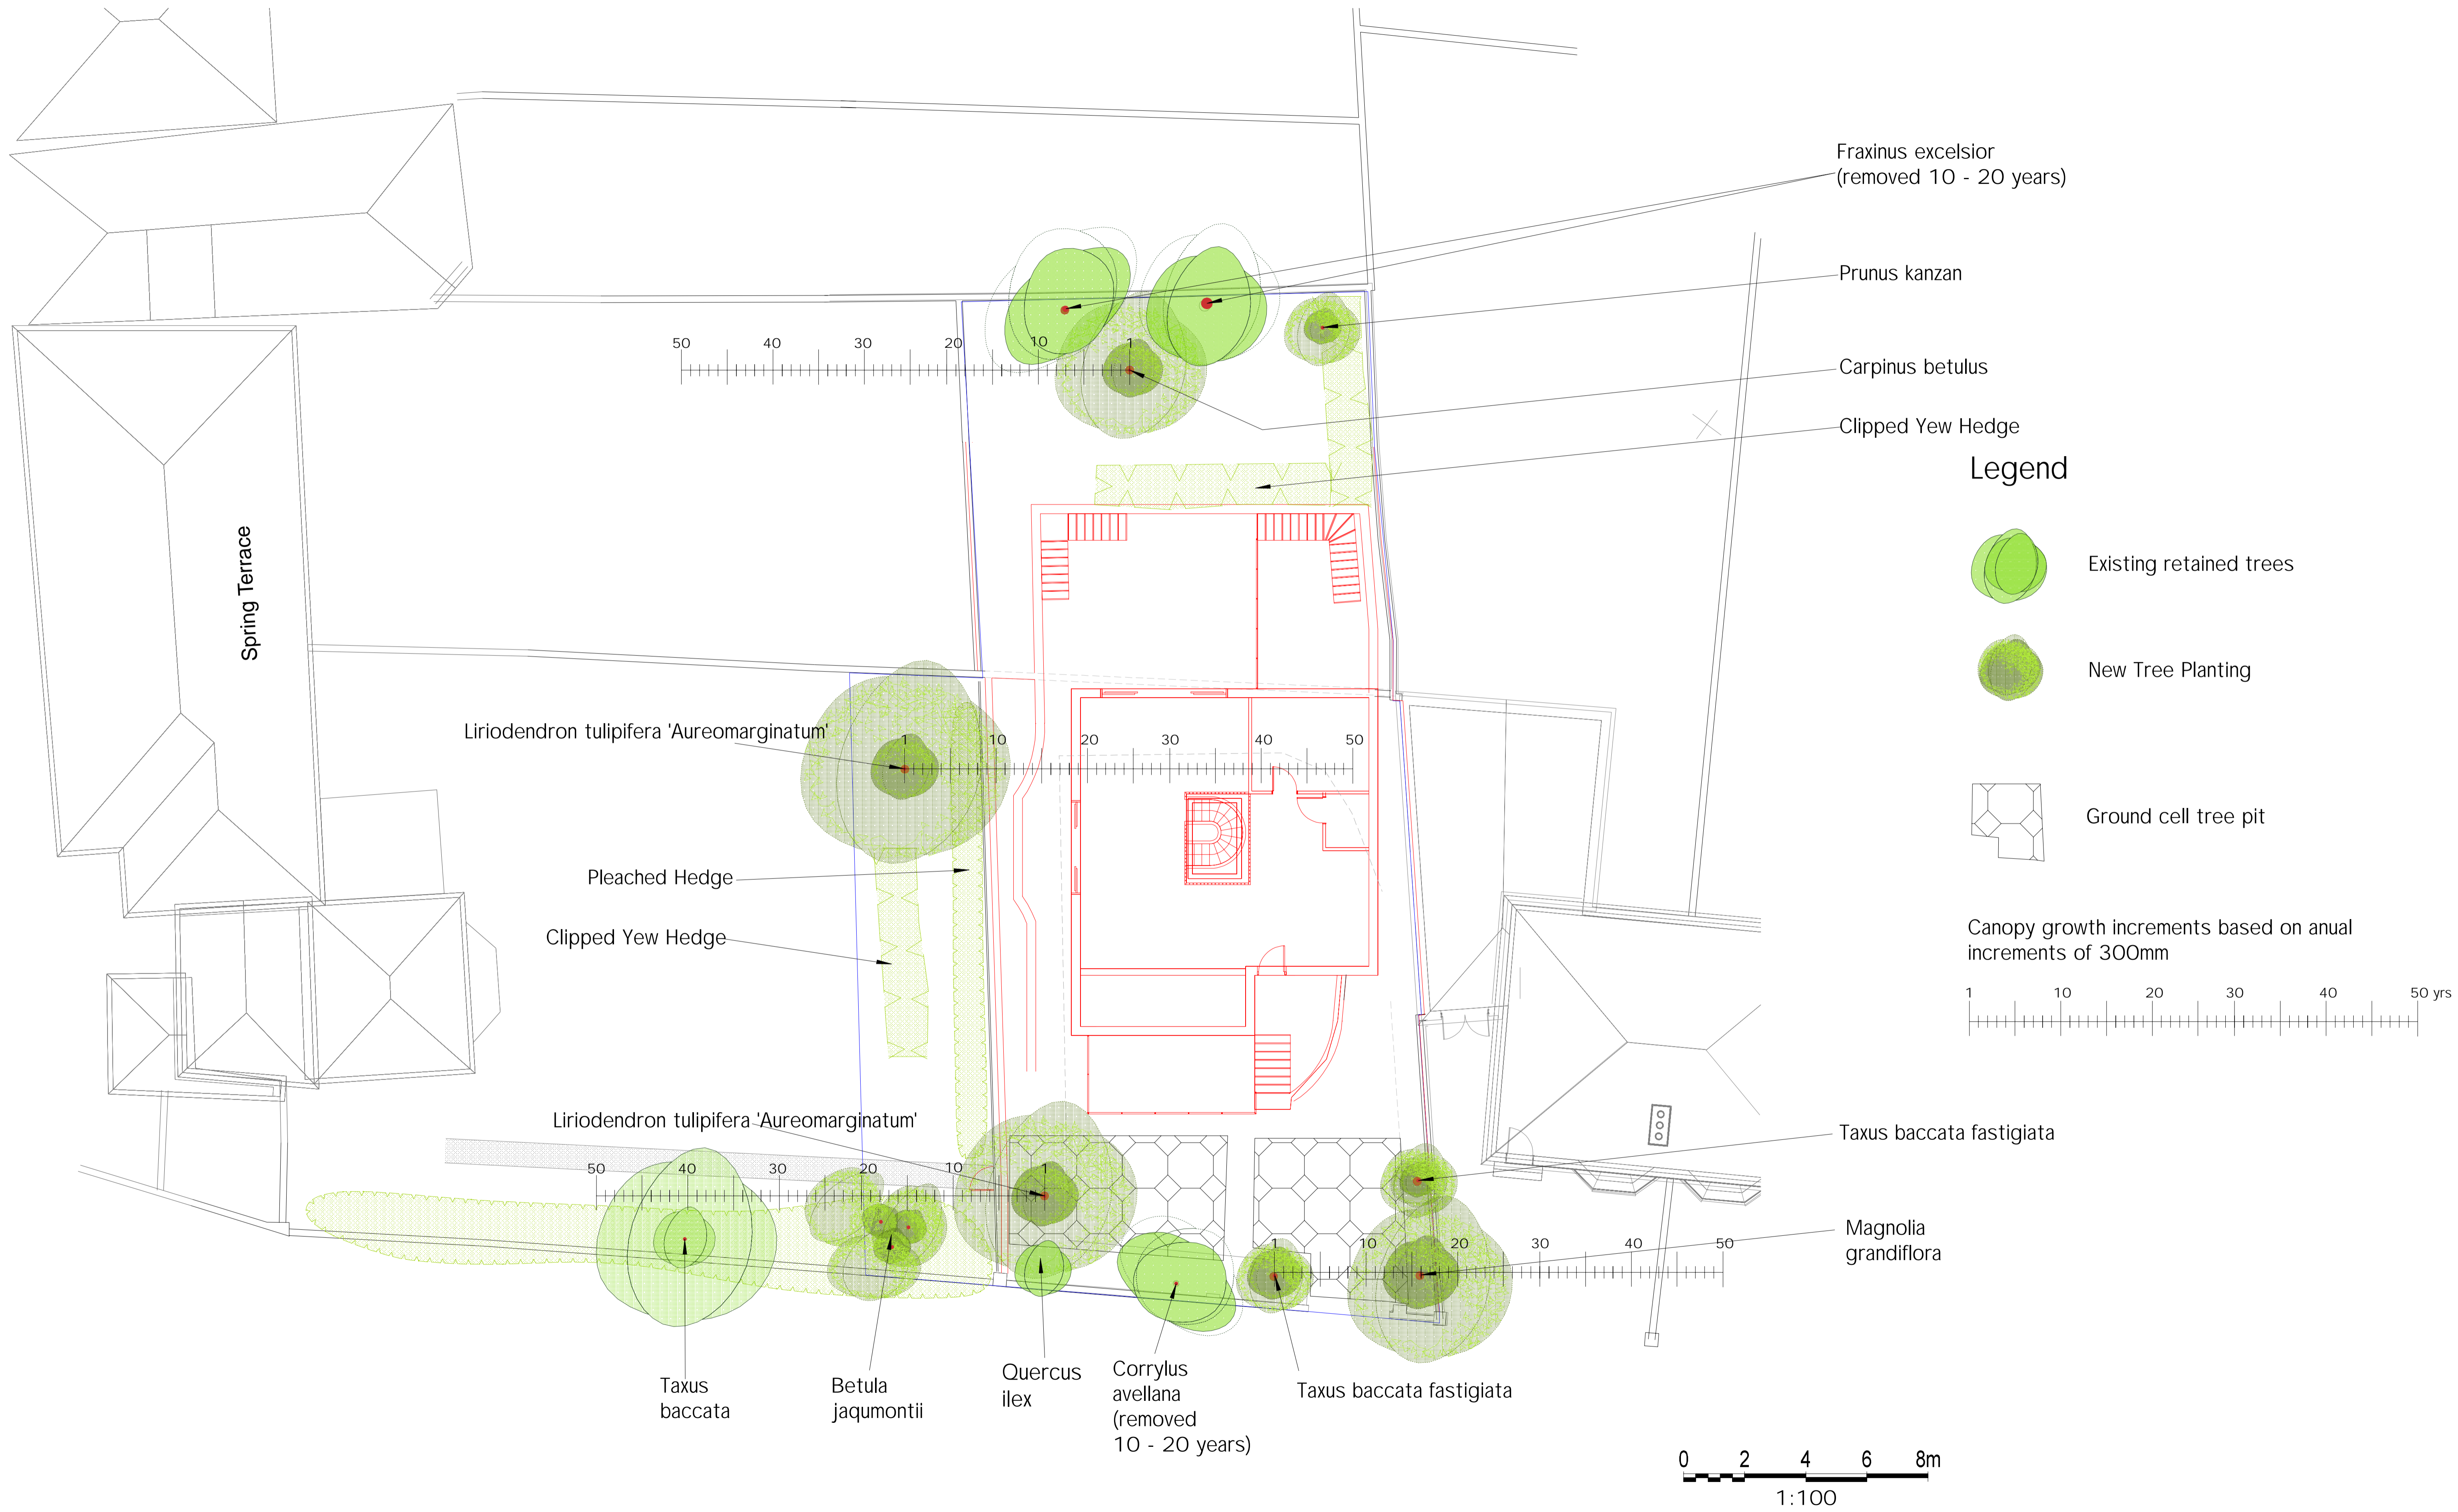 Fraxinus excelsior
(removed 10 - 20 years)
Prunus kanzan
50 40 30 20 10 1
Carpinus betulus
Clipped Yew Hedge
Legend
Existing retained trees
New Tree Planting
Ground cell tree pit
Canopy growth increments based on anual
increments of 300mm
1 10 20 30 40 50 yrs
Spring Terrace
Liriodendron tulipifera 'Aureomarginatum'
1 10 20 30 40 50
Pleached Hedge
Clipped Yew Hedge
Liriodendron tulipifera 'Aureomarginatum'
50 40 30 20 10 1
Taxus baccata fastigiata
Magnolia
grandiflora
1 10 20 30 40 50
Taxus
baccata
Betula
jaqumontii
Quercus
ilex
Corrylus
avellana
(removed
10 - 20 years)
Taxus baccata fastigiata
0 2 4 6 8m
1:100